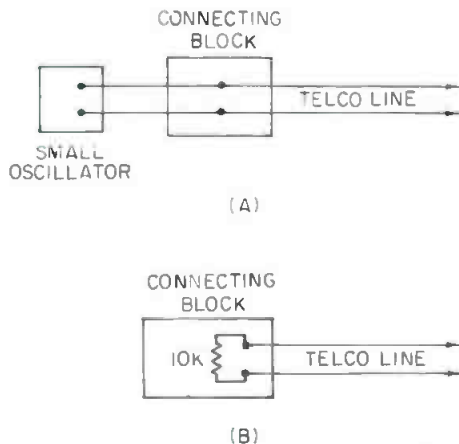 CONNECTING
BLOCK
TELCO LINE
SMALL
OSCILLATOR
(A)
CONNECTING
BLOCK
10K
TELCO LINE
(B)